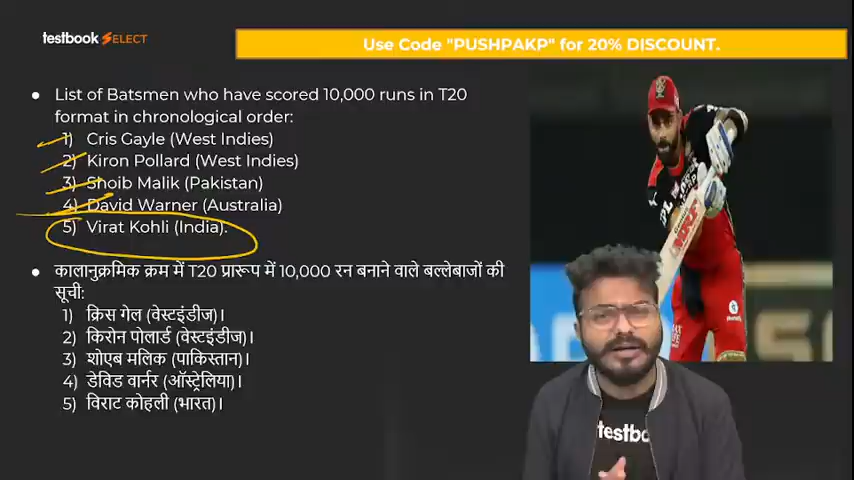 testbook SELECT
Use Code "PUSHPAKP" for 20% DISCOUNT.
● List of Batsmen who have scored 10,000 runs in T20
format in chronological order:
1) Cris Gayle (West Indies)
2) Kiron Pollard (West Indies)
3) Shoib Malik (Pakistan)
4) David Warner (Australia)
5) Virat Kohli (India).
● कालानुक्रमिक क्रम में T20 प्रारूप में 10,000 रन बनाने वाले बल्लेबाजों की
सूची:
1) क्रिस गेल (वेस्टइंडीज)।
2) किरोन पोलार्ड (वेस्टइंडीज)।
3) शोएब मलिक (पाकिस्तान)।
4) डेविड वार्नर (ऑस्ट्रेलिया)।
5) विराट कोहली (भारत)।
MRF
testbo